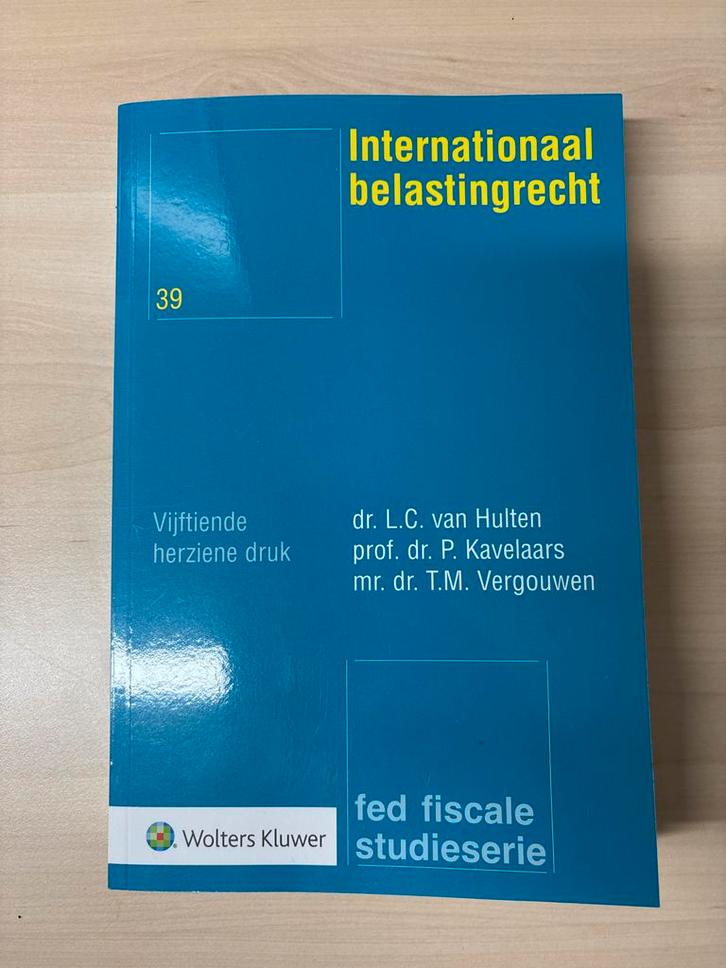 Internationaal
belastingrecht
39
Vijftiende
herziene druk
dr. L.C. van Hulten
prof. dr. P. Kavelaars
mr. dr. T.M. Vergouwen
fed fiscale
studieserie
Wolters Kluwer